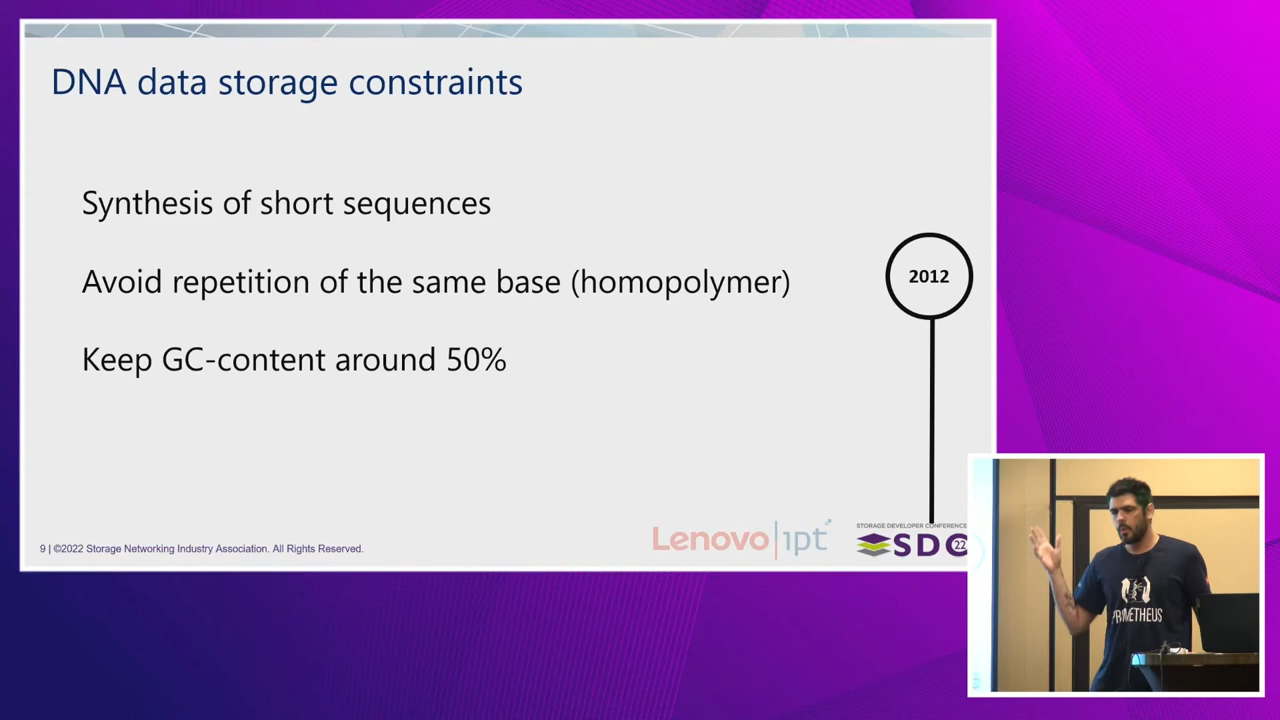 DNA data storage constraints
Synthesis of short sequences
Avoid repetition of the same base (homopolymer)
2012
Keep GC-content around 50%
9 | ©2022 Storage Networking Industry Association. All Rights Reserved.
Lenovo
ipt
STORAGE DEVELOPER CONFERENCE
SDC
22
PROMETHEUS